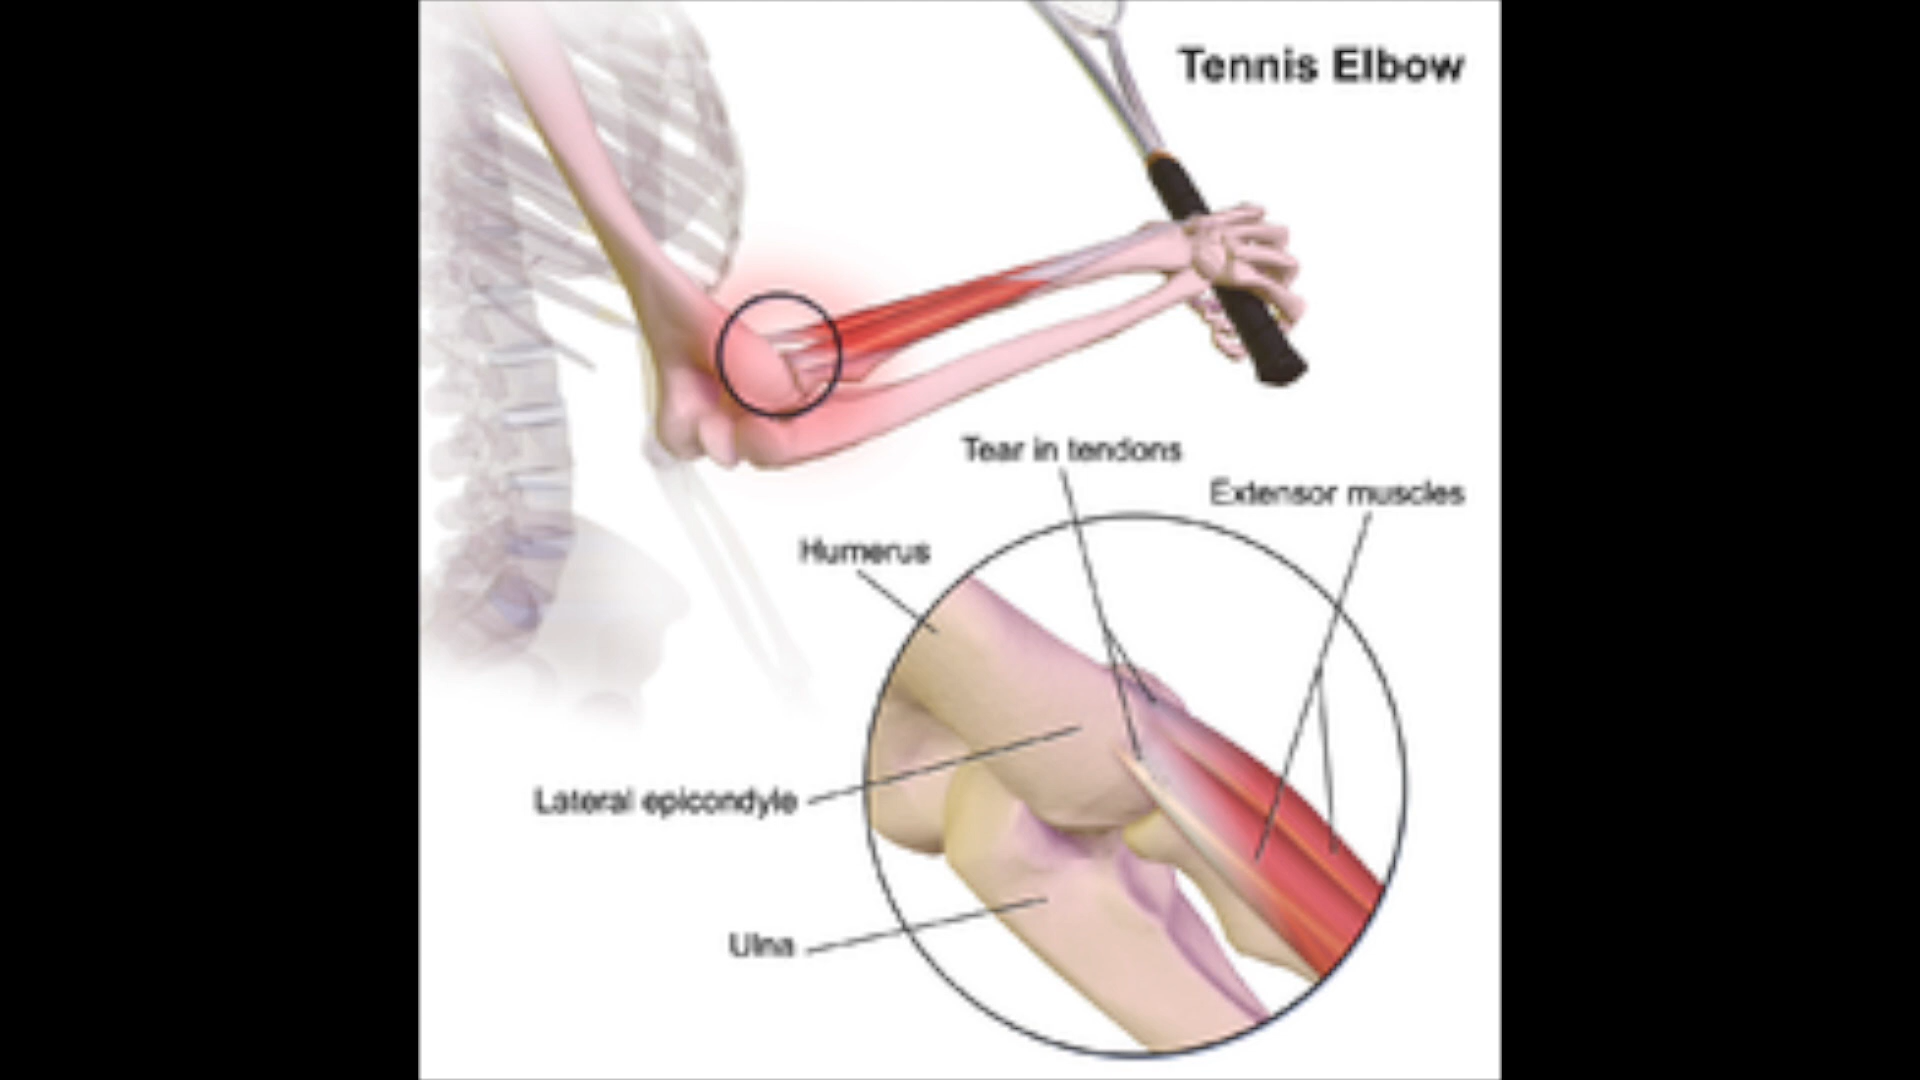 Tennis Elbow
Tear in tendons
Extensor muscles
Humerus
Lateral epicondyle
Ulna